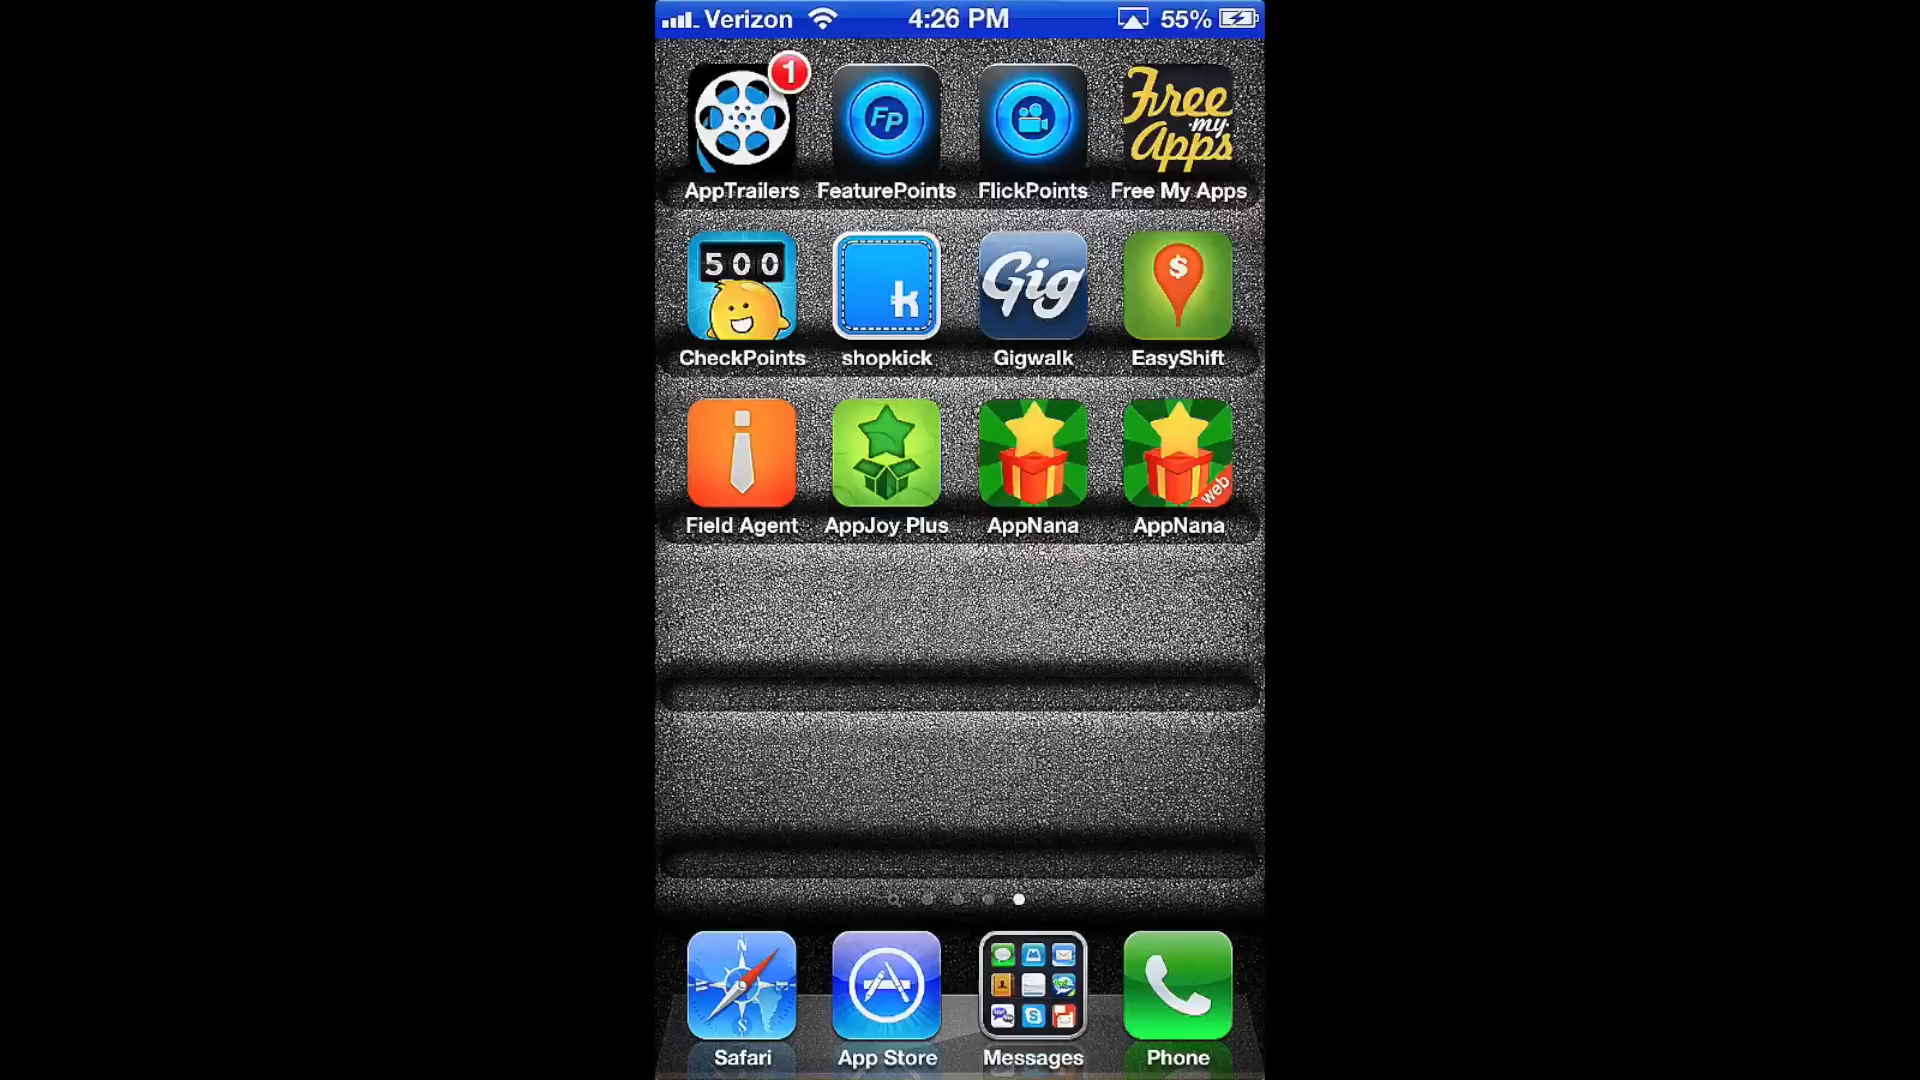 Verizon 4:26 PM 55%
1
FP
Free my Apps
AppTrailers FeaturePoints FlickPoints Free My Apps
500 k Gig $
CheckPoints shopkick Gigwalk EasyShift
web
Field Agent AppJoy Plus AppNana AppNana
N
S
S
Safari App Store Messages Phone